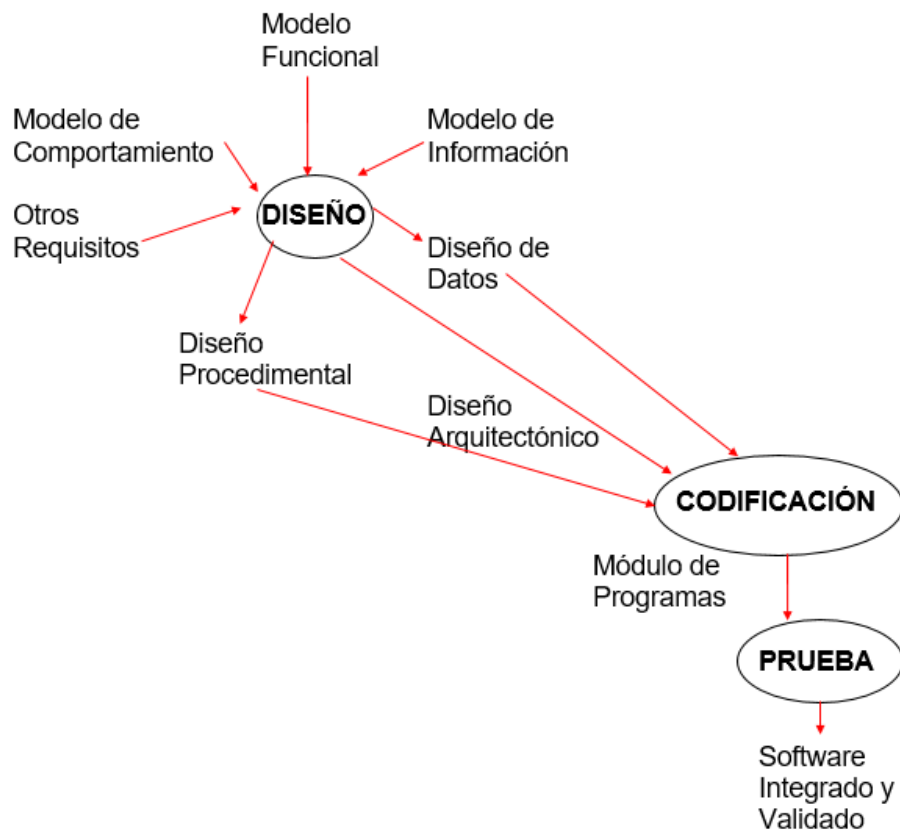 Modelo
Funcional
Modelo de
Comportamiento
Modelo de
Información
Otros
Requisitos
DISEÑO
Diseño de
Datos
Diseño
Procedimental
Diseño
Arquitectónico
CODIFICACIÓN
Módulo de
Programas
PRUEBA
Software
Integrado y
Validado